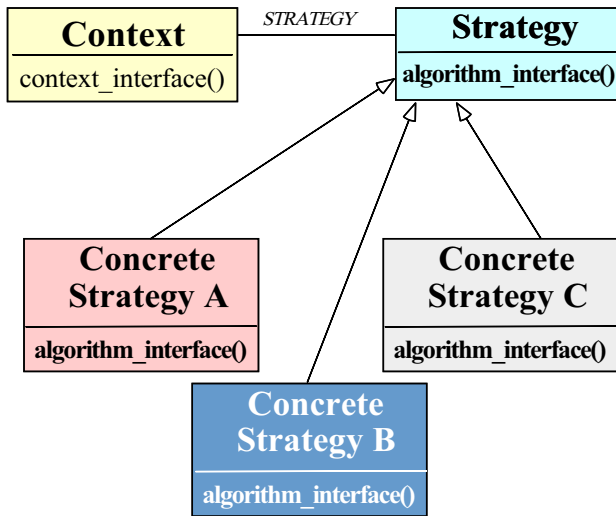 Context
context_interface()
STRATEGY
Strategy
algorithm_interface()
Concrete
Strategy A
algorithm_interface()
Concrete
Strategy C
algorithm_interface()
Concrete
Strategy B
algorithm_interface()